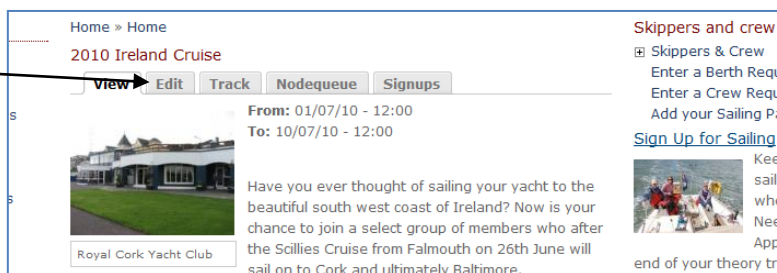 Home » Home
2010 Ireland Cruise
View Edit Track Nodequeue Signups
From: 01/07/10 - 12:00
To: 10/07/10 - 12:00
Have you ever thought of sailing your yacht to the
beautiful south west coast of Ireland? Now is your
chance to join a select group of members who after
the Scillies Cruise from Falmouth on 26th June will
sail on to Cork and ultimately Baltimore.
Royal Cork Yacht Club
Skippers and crew
Skippers & Crew
Enter a Berth Requ
Enter a Crew Requ
Add your Sailing Pa
Sign Up for Sailing
Kee
sail
whe
Nee
App
end of your theory tr
s
s